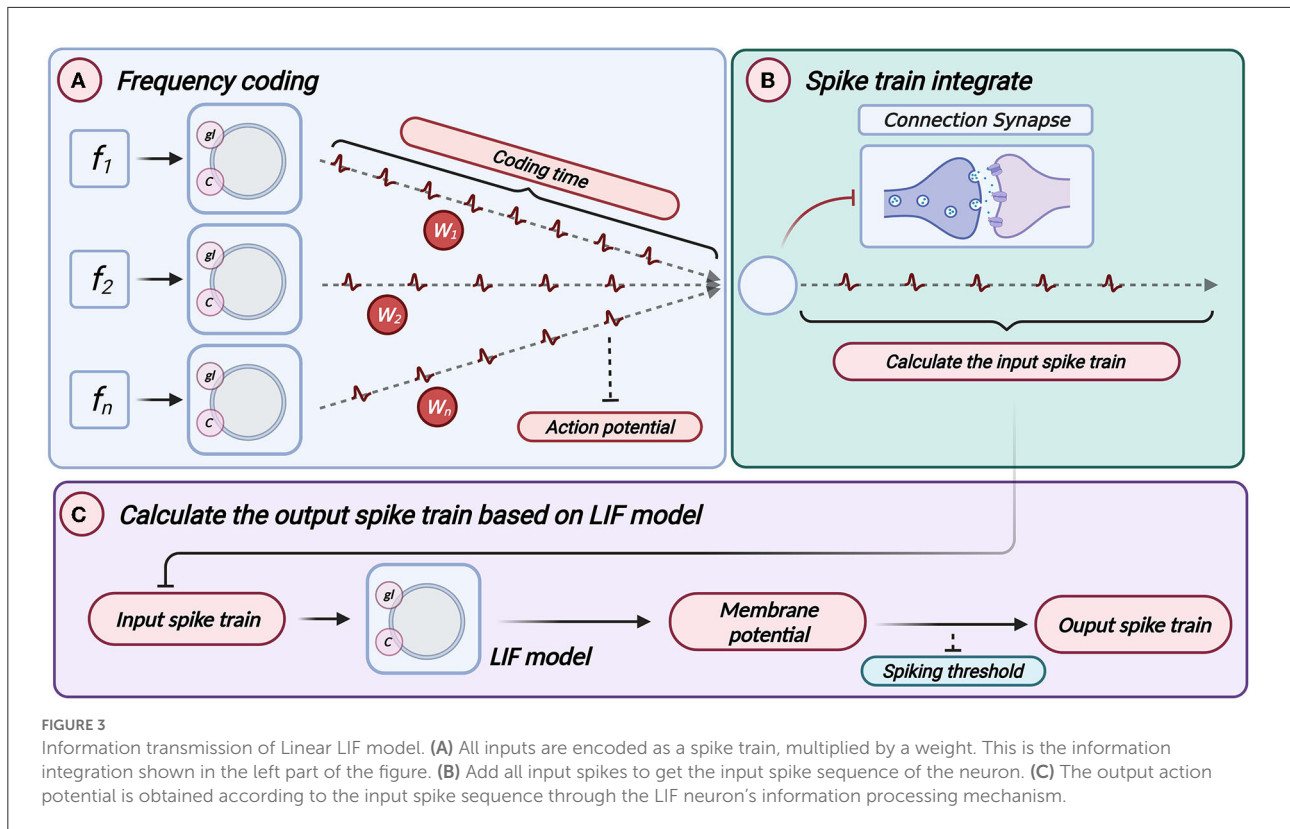 A Frequency coding
f1
gl
C
f2
gl
C
fn
gl
C
Coding time
W1
W2
Wn
Action potential
B Spike train integrate
Connection Synapse
Calculate the input spike train
C Calculate the output spike train based on LIF model
Input spike train
gl
C
LIF model
Membrane
potential
Spiking threshold
Ouput spike train
FIGURE 3
Information transmission of Linear LIF model. (A) All inputs are encoded as a spike train, multiplied by a weight. This is the information
integration shown in the left part of the figure. (B) Add all input spikes to get the input spike sequence of the neuron. (C) The output action
potential is obtained according to the input spike sequence through the LIF neuron’s information processing mechanism.